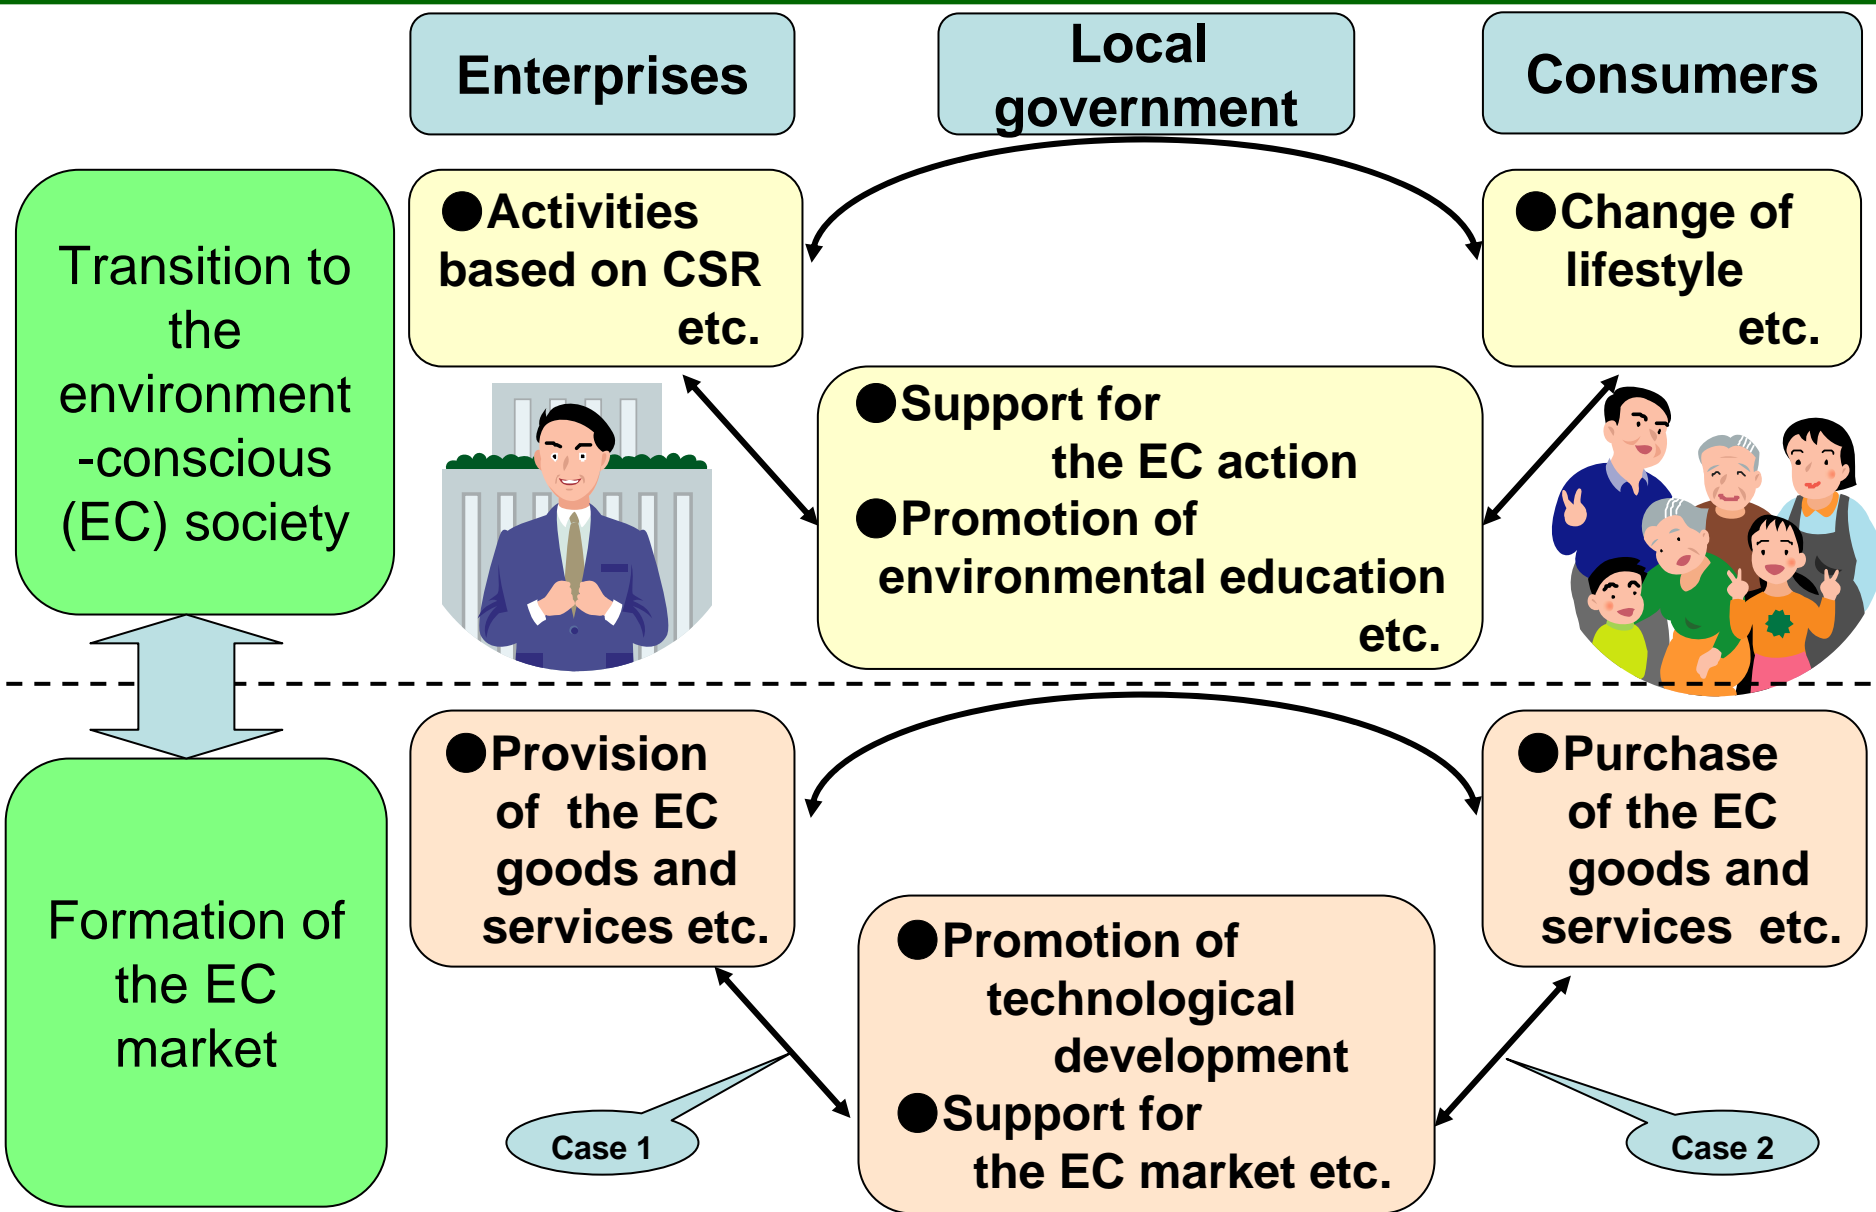 Enterprises
Local
government
Consumers
Transition to
the
environment
-conscious
(EC) society
●Activities
based on CSR
etc.
●Change of
lifestyle
etc.
●Support for
the EC action
●Promotion of
environmental education
etc.
Formation of
the EC
market
●Provision
of the EC
goods and
services etc.
●Purchase
of the EC
goods and
services etc.
●Promotion of
technological
development
●Support for
the EC market etc.
Case 1
Case 2